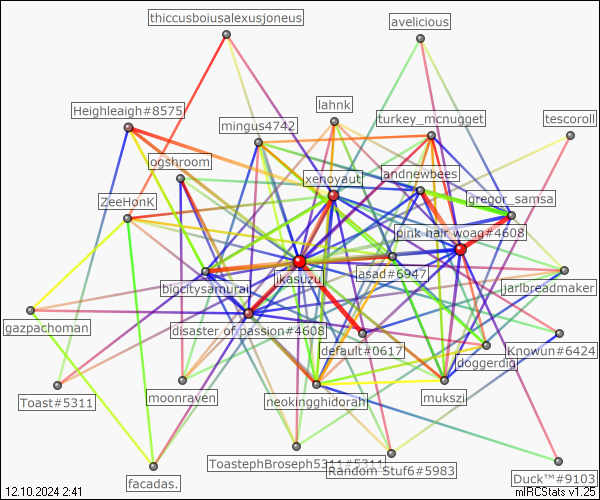 thiccusboiusalexusjoneus
avelicious
Heighleaigh#8575
lahnk
mingus4742
turkey_mcnugget
tescoroll
ogshroom
xenoyaut
andnewbees
ZeeHonK
gregor_samsa
pink hair woag#4608
ikasuzu
asad#6947
bigcitysamurai
jarlbreadmaker
gazpachoman
disaster of passion#4608
default#0617
Knowun#6424
doggerdig
Toast#5311
moonraven
neokingghidorah
mukszi
ToastephBroseph5311#5311
Random Stuf6#5983
facadas.
Duck™#9103
12.10.2024 2:41
mIRCStats v1.25